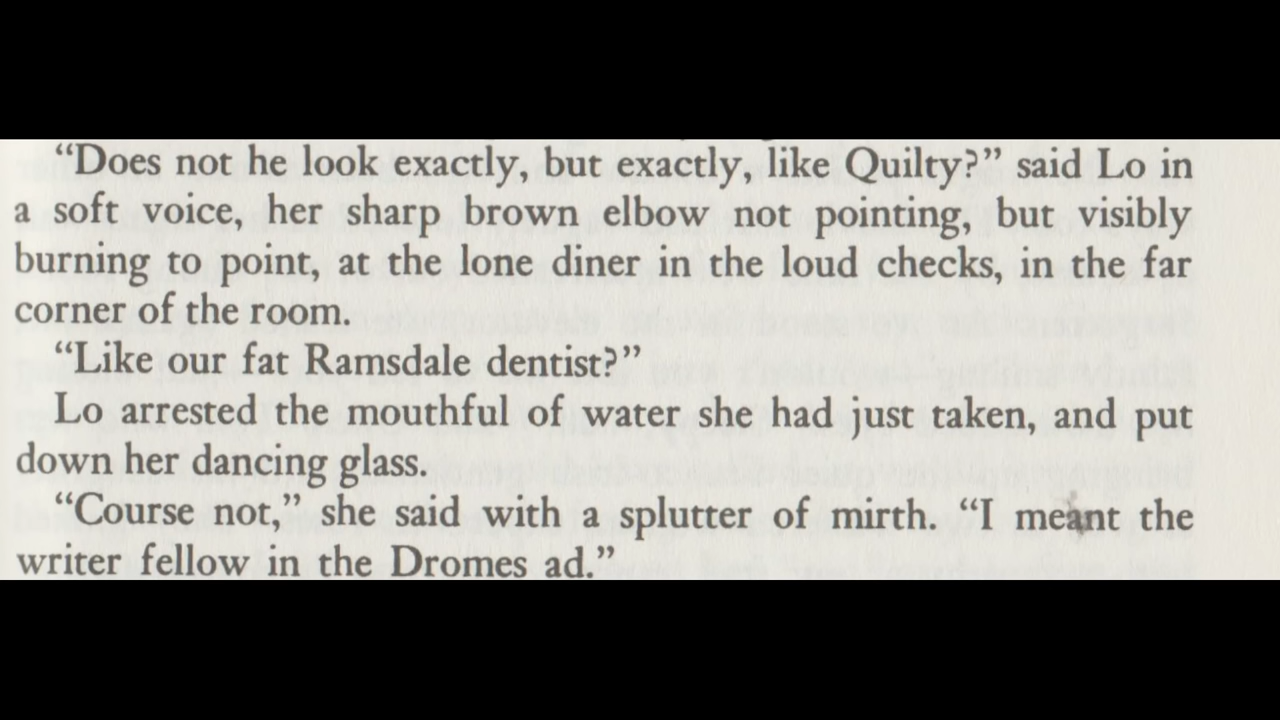 “Does not he look exactly, but exactly like Quilty?” said Lo in
a soft voice, her sharp brown elbow not pointing, but visibly
burning to point, at the lone diner in the loud checks, in the far
corner of the room.
“Like our fat Ramsdale dentist?”
Lo arrested the mouthful of water she had just taken, and put
down her dancing glass.
“Course not,” she said with a splutter of mirth. “I meant the
writer fellow in the Dromes ad.”